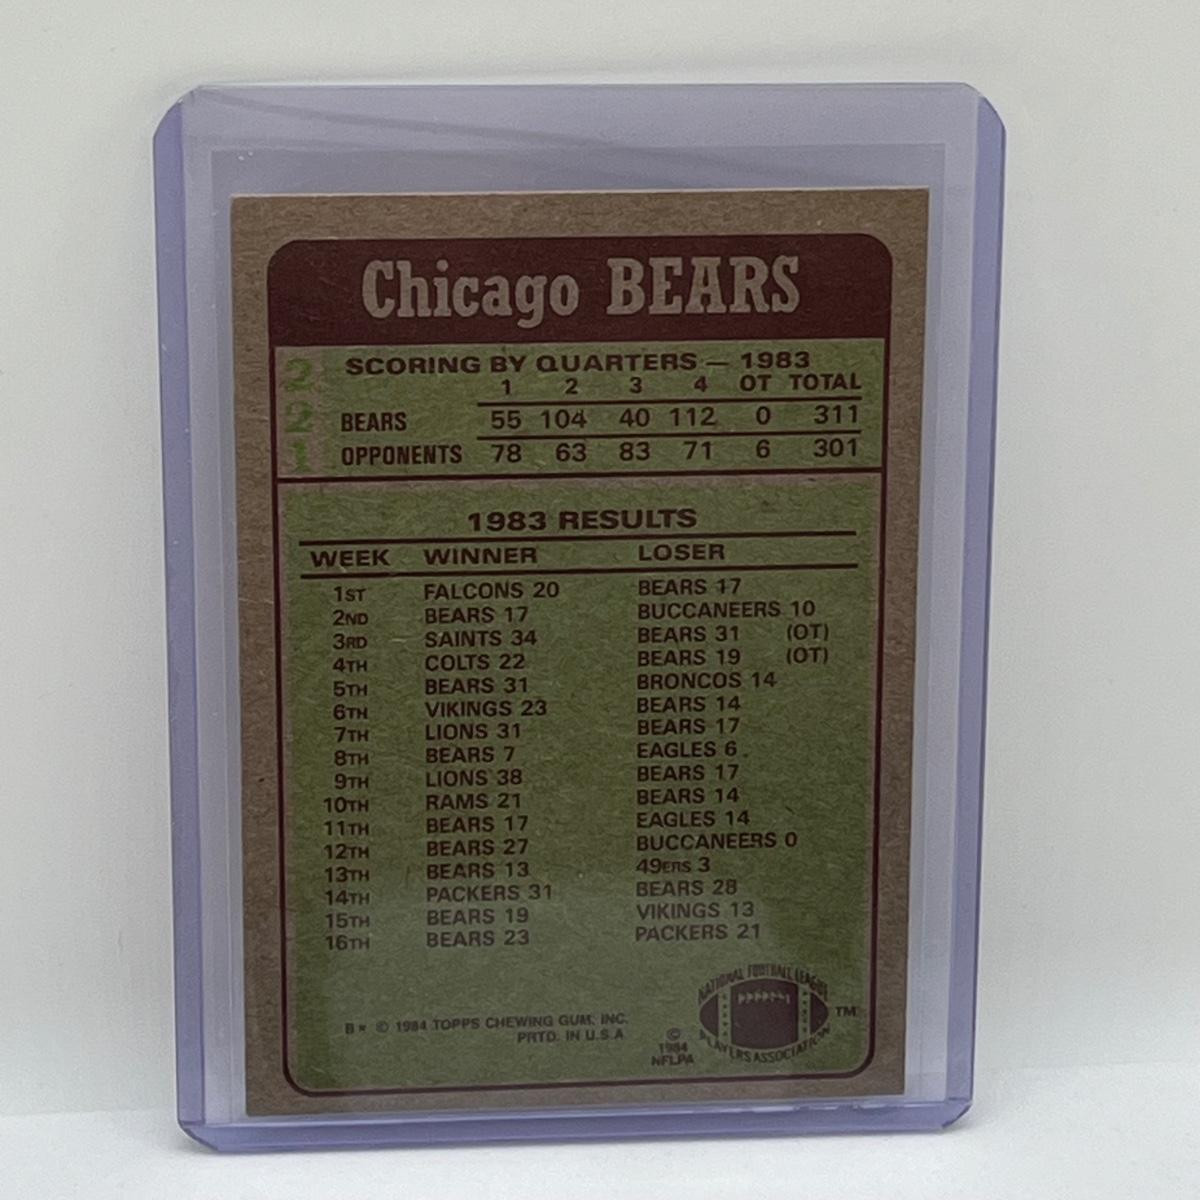 Chicago BEARS
2 SCORING BY QUARTERS — 1983
1 2 3 4 OT TOTAL
2 BEARS 55 104 40 112 0 311
1 OPPONENTS 78 63 83 71 6 301
1983 RESULTS
WEEK WINNER LOSER
1ST FALCONS 20 BEARS 17
2ND BEARS 17 BUCCANEERS 10
3RD SAINTS 34 BEARS 31 (OT)
4TH COLTS 22 BEARS 19 (OT)
5TH BEARS 31 BRONCOS 14
6TH VIKINGS 23 BEARS 14
7TH LIONS 31 BEARS 17
8TH BEARS 7 EAGLES 6
9TH LIONS 38 BEARS 17
10TH RAMS 21 BEARS 14
11TH BEARS 17 EAGLES 14
12TH BEARS 27 BUCCANEERS 0
13TH BEARS 13 49ERS 3
14TH PACKERS 31 BEARS 28
15TH BEARS 19 VIKINGS 13
16TH BEARS 23 PACKERS 21
NATIONAL FOOTBALL LEAGUE
PLAYERS ASSOCIATION
TM
B* © 1984 TOPPS CHEWING GUM, INC.
PRTD. IN U.S.A
©
1984
NFLPA